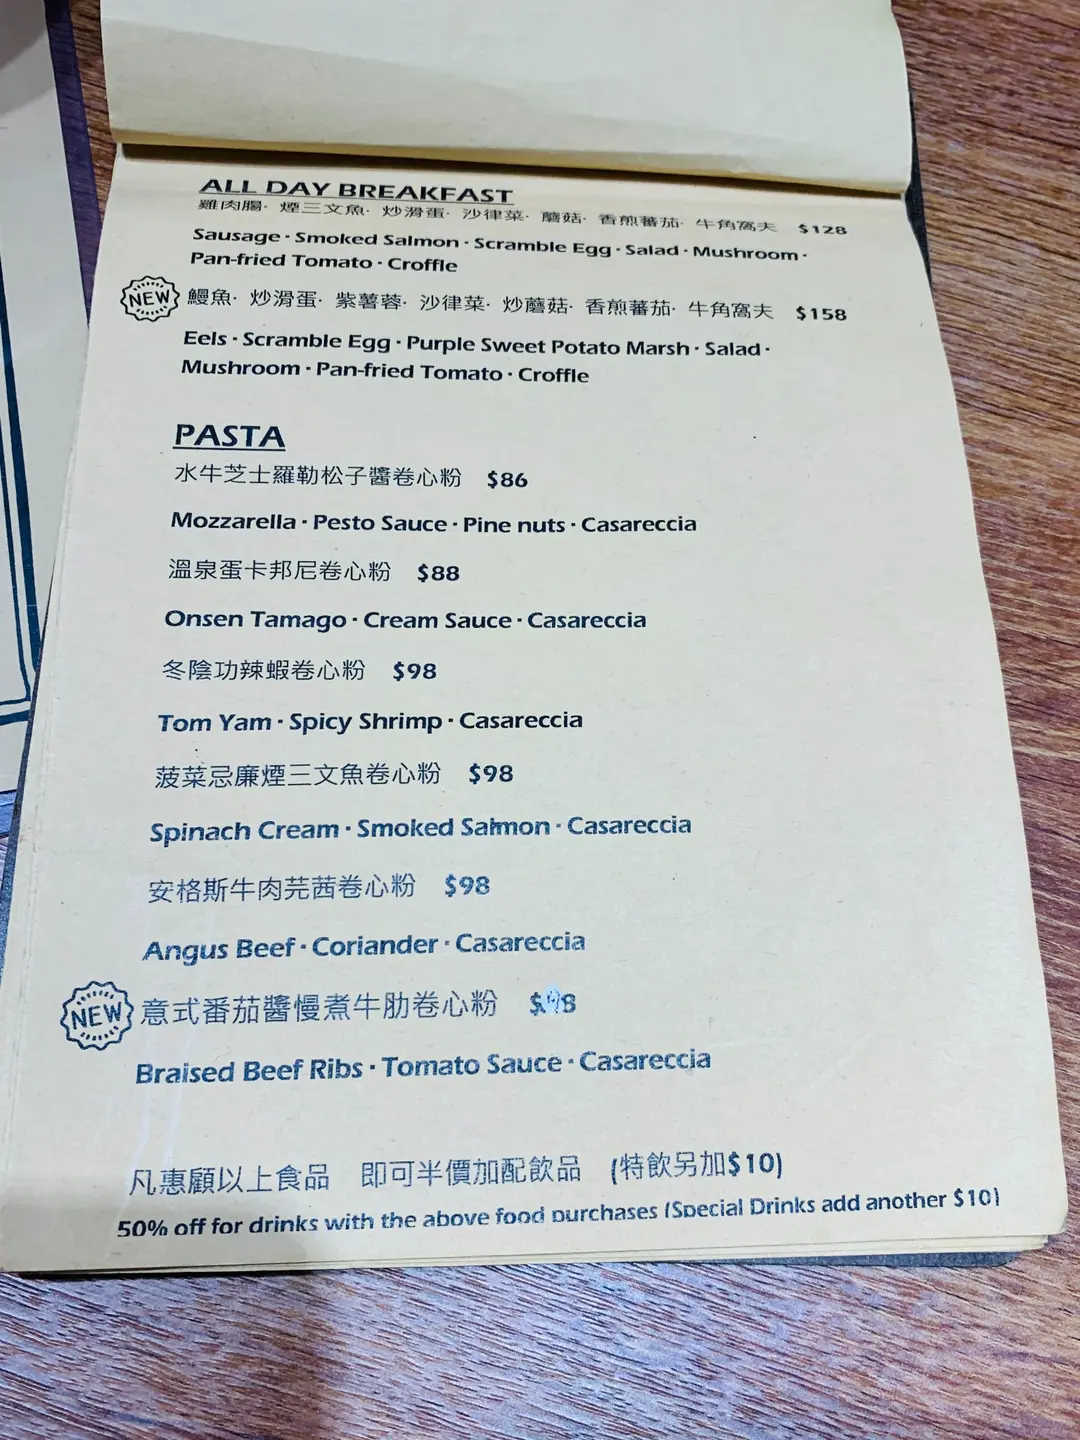 ALL DAY BREAKFAST
雞肉腸· 煙三文魚· 炒滑蛋· 沙律菜· 蘑菇· 香煎蕃茄· 牛角窩夫 $128
Sausage · Smoked Salmon · Scramble Egg · Salad · Mushroom ·
Pan-fried Tomato · Croffle
NEW 鰻魚· 炒滑蛋· 紫薯蓉· 沙律菜· 炒蘑菇· 香煎蕃茄· 牛角窩夫 $158
Eels · Scramble Egg · Purple Sweet Potato Marsh · Salad ·
Mushroom · Pan-fried Tomato · Croffle
PASTA
水牛芝士羅勒松子醬卷心粉 $86
Mozzarella · Pesto Sauce · Pine nuts · Casareccia
溫泉蛋卡邦尼卷心粉 $88
Onsen Tamago · Cream Sauce · Casareccia
冬陰功辣蝦卷心粉 $98
Tom Yam · Spicy Shrimp · Casareccia
菠菜忌廉煙三文魚卷心粉 $98
Spinach Cream · Smoked Salmon · Casareccia
安格斯牛肉芫茜卷心粉 $98
Angus Beef · Coriander · Casareccia
NEW 意式番茄醬慢煮牛肋卷心粉
Braised Beef Ribs · Tomato Sauce · Casareccia
凡惠顧以上食品 即可半價加配飲品 (特飲另加$10)
50% off for drinks with the above food purchases (Special Drinks add another $10)